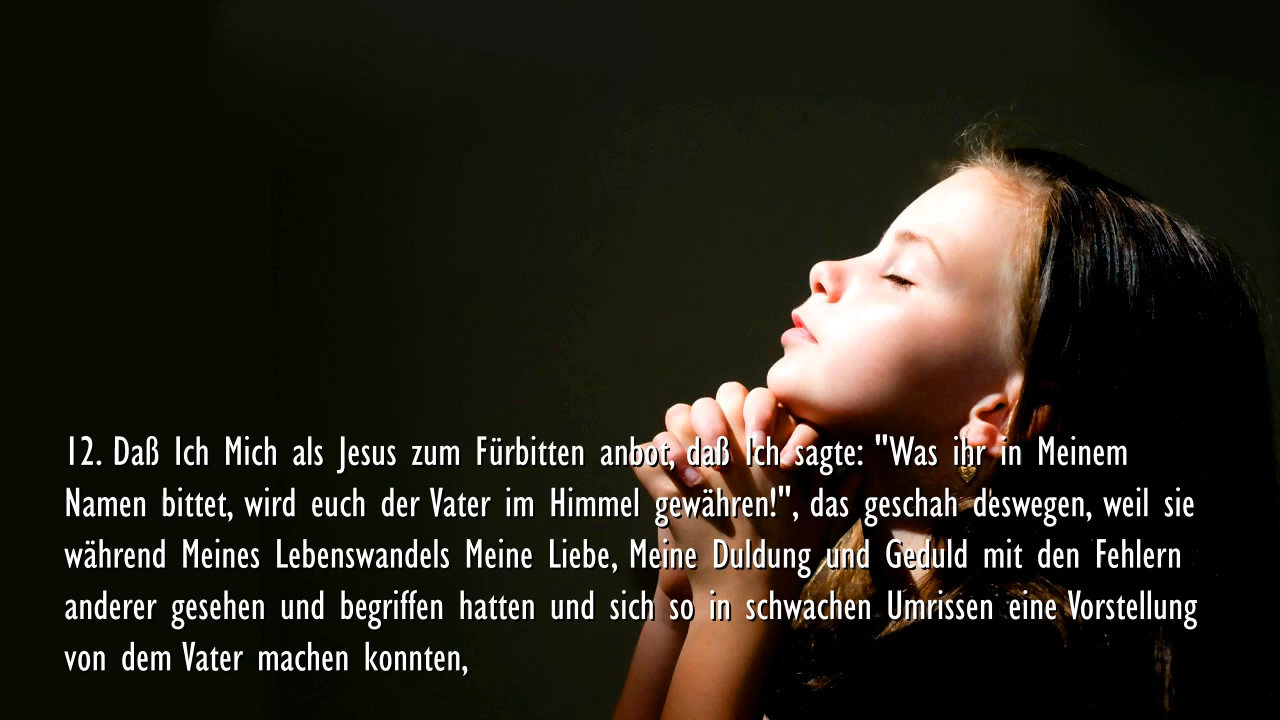 12. Daß Ich Mich als Jesus zum Fürbitten anbot, daß Ich sagte: "Was ihr in Meinem
Namen bittet, wird euch der Vater im Himmel gewähren!", das geschah deswegen, weil sie
während Meines Lebenswandels Meine Liebe, Meine Duldung und Geduld mit den Fehlern
anderer gesehen und begriffen hatten und sich so in schwachen Umrissen eine Vorstellung
von dem Vater machen konnten,